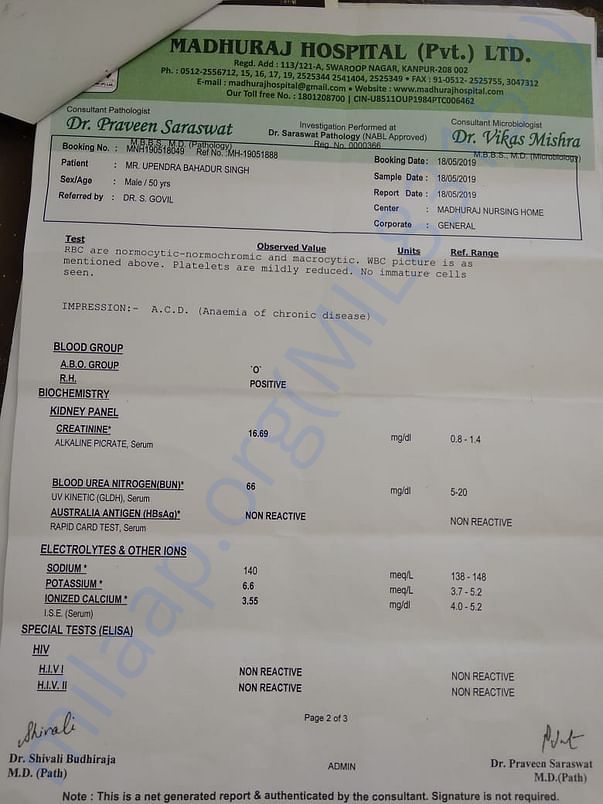 MADHURAJ HOSPITAL (Pvt.) LTD.
Regd. Add : 113/121-A, SWAROOP NAGAR, KANPUR-208 002
Ph. : 0512-2556712, 15, 16, 17, 19, 2525344 2541404, 2525349 • FAX : 91-0512- 2525755, 3047312
E-mail : madhurajhospital@gmail.com • Website : www.madhurajhospital.com
Our Toll free No. : 1801208700 | CIN-U85110UP1984PTC006462
Consultant Pathologist
Dr. Praveen Saraswat
M.B.B.S., M.D. (Pathology)
Investigation Performed at
Dr. Saraswat Pathology (NABL Approved)
Reg. No. 0000366
Consultant Microbiologist
Dr. Vikas Mishra
M.B.B.S., M.D. (Microbiology)
Booking No. : MNH190518049 Ref No.:MH-19051888
Booking Date : 18/05/2019
Patient : MR. UPENDRA BAHADUR SINGH
Sample Date : 18/05/2019
Sex/Age : Male / 50 yrs
Report Date : 18/05/2019
Referred by : DR. S. GOVIL
Center : MADHURAJ NURSING HOME
Corporate : GENERAL
Test Observed Value Units Ref. Range
RBC are normocytic-normochromic and macrocytic. WBC picture is as
mentioned above. Platelets are mildly reduced. No immature cells
seen.
IMPRESSION:- A.C.D. (Anaemia of chronic disease)
BLOOD GROUP
A.B.O. GROUP 'O'
R.H. POSITIVE
BIOCHEMISTRY
KIDNEY PANEL
CREATININE* 16.69 mg/dl 0.8 - 1.4
ALKALINE PICRATE, Serum
BLOOD UREA NITROGEN(BUN)* 66 mg/dl 5-20
UV KINETIC (GLDH), Serum
AUSTRALIA ANTIGEN (HBsAg)* NON REACTIVE NON REACTIVE
RAPID CARD TEST, Serum
ELECTROLYTES & OTHER IONS
SODIUM * 140 meq/L 138 - 148
POTASSIUM * 6.6 meq/L 3.7 - 5.2
IONIZED CALCIUM * 3.55 mg/dl 4.0 - 5.2
I.S.E. (Serum)
SPECIAL TESTS (ELISA)
HIV
H.I.V I NON REACTIVE NON REACTIVE
H.I.V. II NON REACTIVE NON REACTIVE
Shivali
Page 2 of 3
Dr. Shivali Budhiraja
M.D. (Path)
ADMIN
Dr. Praveen Saraswat
M.D.(Path)
Note : This is a net generated report & authenticated by the consultant. Signature is not required.